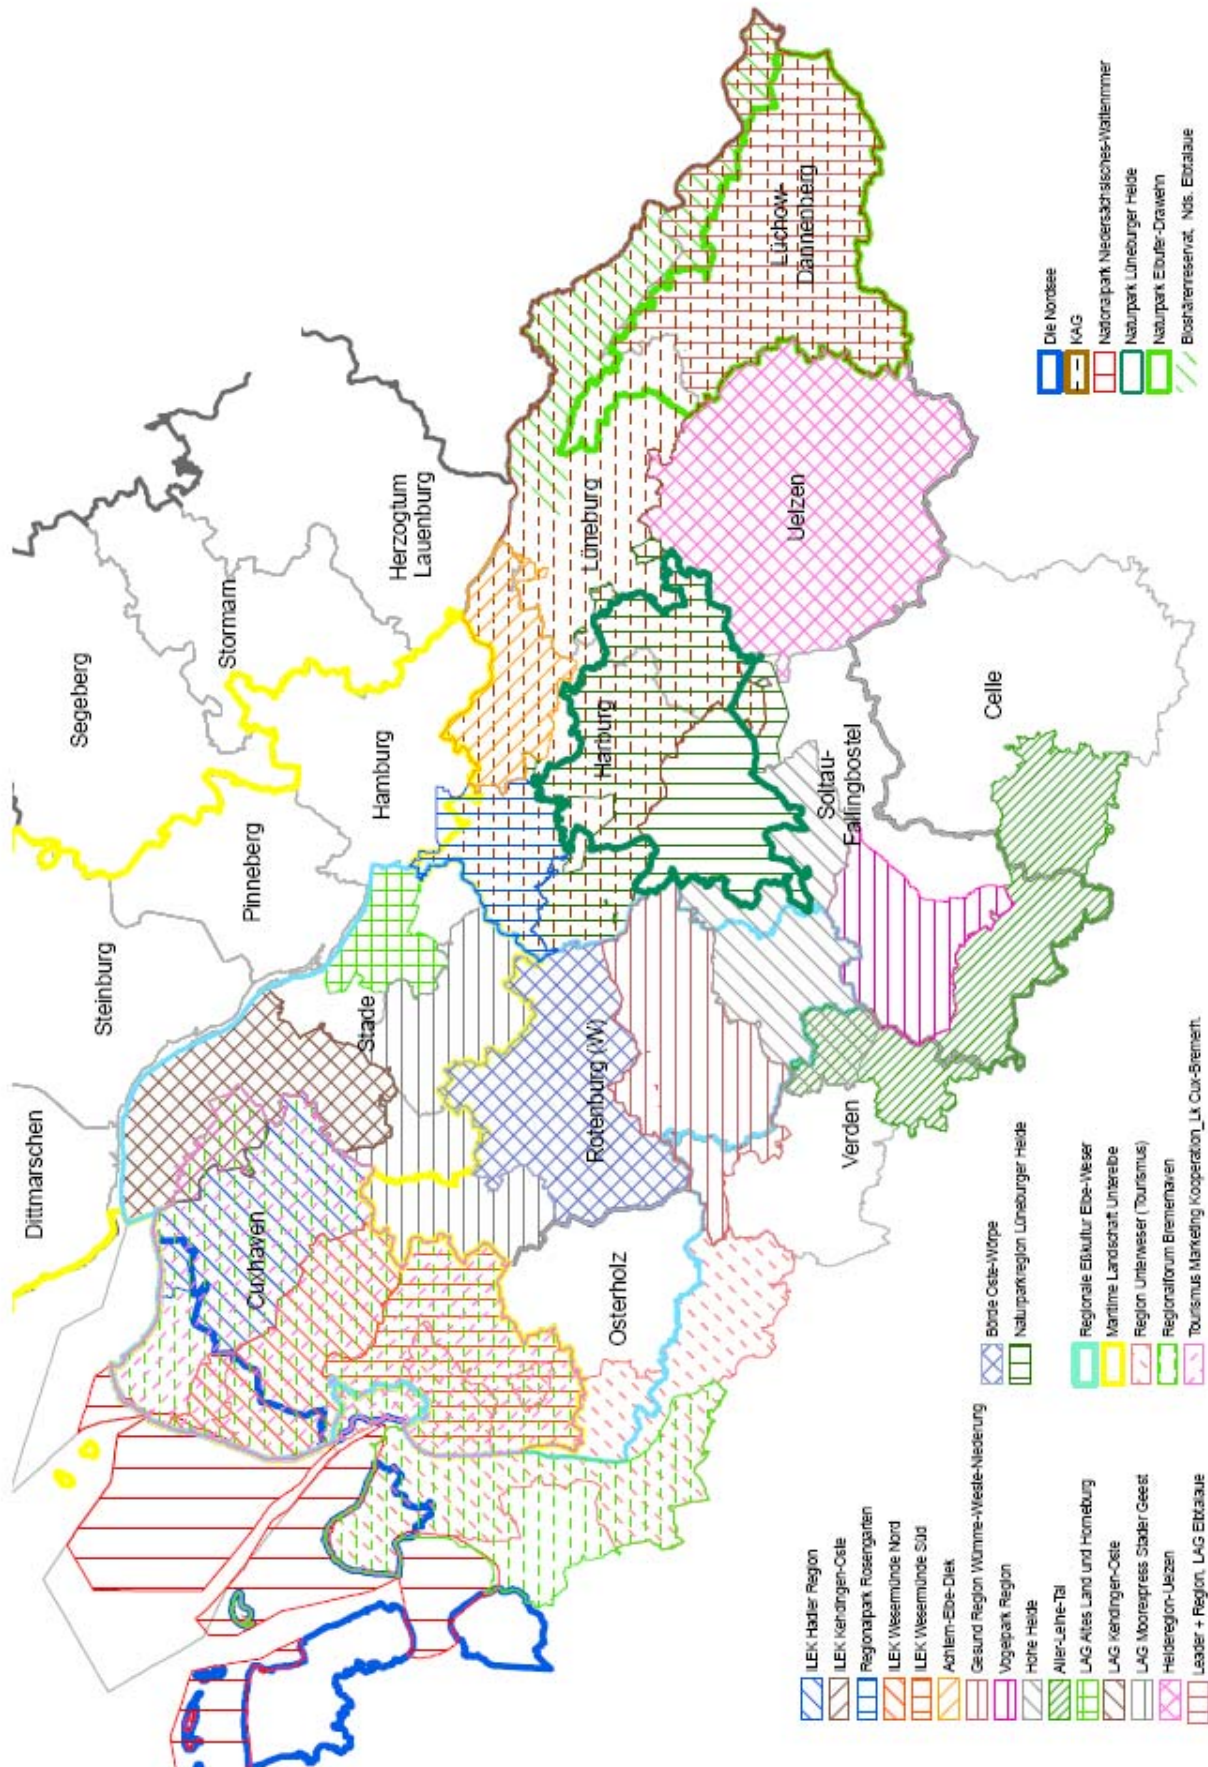 Dittmarschen
Steinburg
Segeberg
Pinneberg
Stormarn
Hamburg
Herzogtum
Lauenburg
Cuxhaven
Stade
Harburg
Lüneburg
Lüchow-
Dannenberg
Osterholz
Rotenburg (W)
Verden
Soltau-
Fallingbostel
Uelzen
Celle
ILEK Hadler Region
ILEK Kehdingen-Oste
Regionalpark Rosengarten
ILEK Wesermünde Nord
ILEK Wesermünde Süd
Achtern-Elbe-Diek
Gesund Region Wümme-Wieste-Niederung
Vogelpark Region
Hohe Heide
Aller-Leine-Tal
LAG Altes Land und Horneburg
LAG Kehdingen-Oste
LAG Moorexpress Stader Geest
Heideregion-Uelzen
Leader + Region, LAG Elbtalaue
Börde Oste-Wörpe
Naturparkregion Lüneburger Heide
Regionale Eßkultur Elbe-Weser
Maritime Landschaft Unterelbe
Region Unterweser (Tourismus)
Regionalforum Bremerhaven
Tourismus Marketing Kooperation_Lk Cux-Bremerh.
Die Nordsee
KAG
Nationalpark Niedersächsisches-Wattenmmer
Naturpark Lüneburger Heide
Naturpark Elbufer-Drawehn
Bioshärenreservat, Nds. Elbtalaue